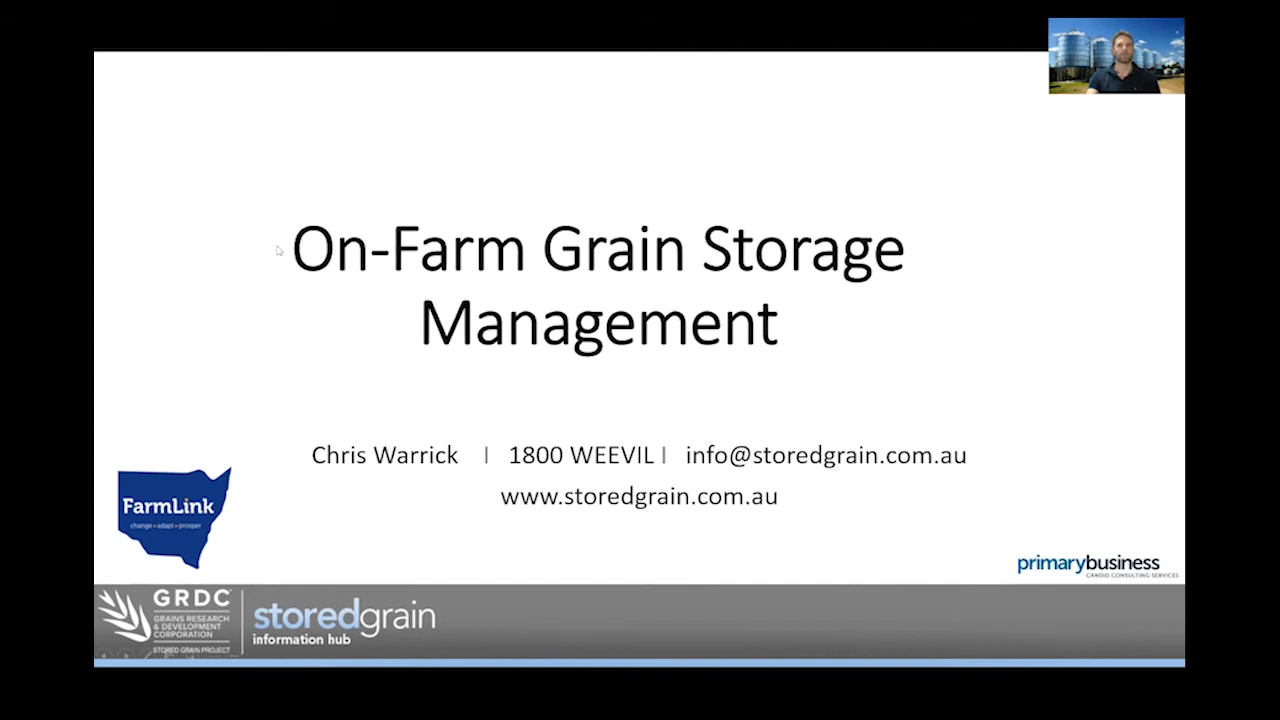 On-Farm Grain Storage
Management
Chris Warrick | 1800 WEEVIL | info@storedgrain.com.au
www.storedgrain.com.au
FarmLink
change • adapt • prosper
primarybusiness
CANDID CONSULTING SERVICES
GRDC
GRAINS RESEARCH
& DEVELOPMENT
CORPORATION
STORED GRAIN PROJECT
storedgrain
information hub